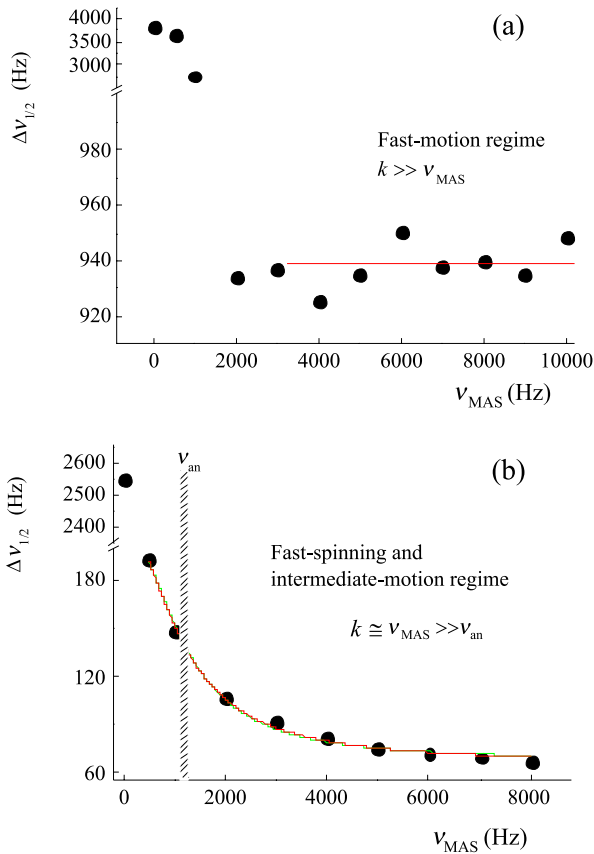 (a)
4000
3500
3000
980
960
940
920
Δν1/2 (Hz)
Fast-motion regime
k >> νMAS
0 2000 4000 6000 8000 10000
νMAS (Hz)
(b)
νan
2600
2500
2400
180
120
60
Δν1/2 (Hz)
Fast-spinning and
intermediate-motion regime
k ≅ νMAS >> νan
0 2000 4000 6000 8000
νMAS (Hz)